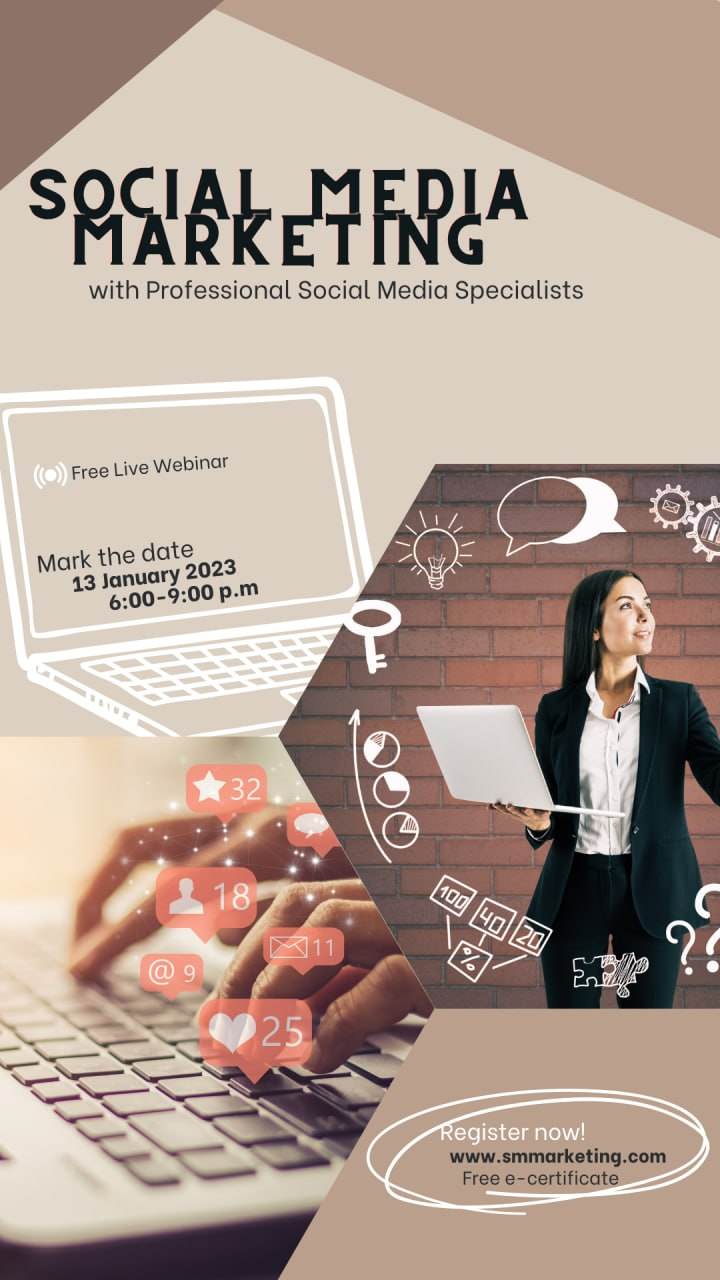 SOCIAL MEDIA
MARKETING
with Professional Social Media Specialists
Free Live Webinar
Mark the date
13 January 2023
6:00-9:00 p.m
32
18
11
@ 9
25
100
40
20
%
? ?
Register now!
www.smmarketing.com
Free e-certificate